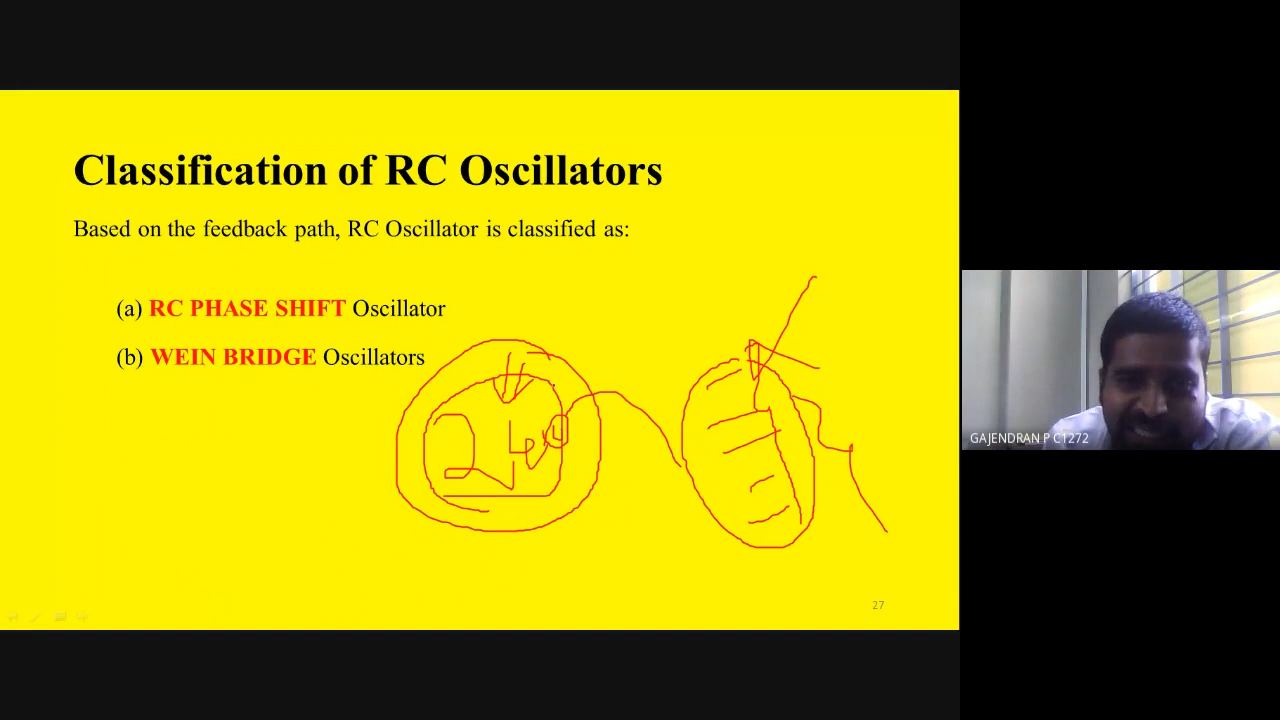 Classification of RC Oscillators
Based on the feedback path, RC Oscillator is classified as:
(a) RC PHASE SHIFT Oscillator
(b) WEIN BRIDGE Oscillators
27
GAJENDRAN P C1272